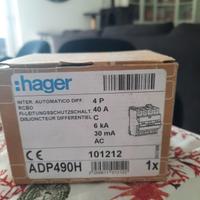 :hager
INTER. AUTOMATICO DIFF. 4 P
RCBO 40 A
FI-LEITUNGSSCHUTZSCHALT. C
DISJONCTEUR DIFFERENTIEL 6 kA
30 mA
AC
CE 101212
ADP490H 1x